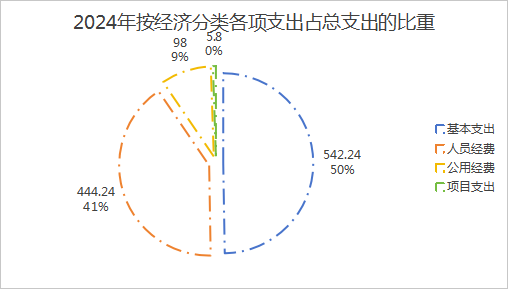 2024年按经济分类各项支出占总支出的比重
98
9%
5.8
0%
542.24
50%
444.24
41%
基本支出
人员经费
公用经费
项目支出